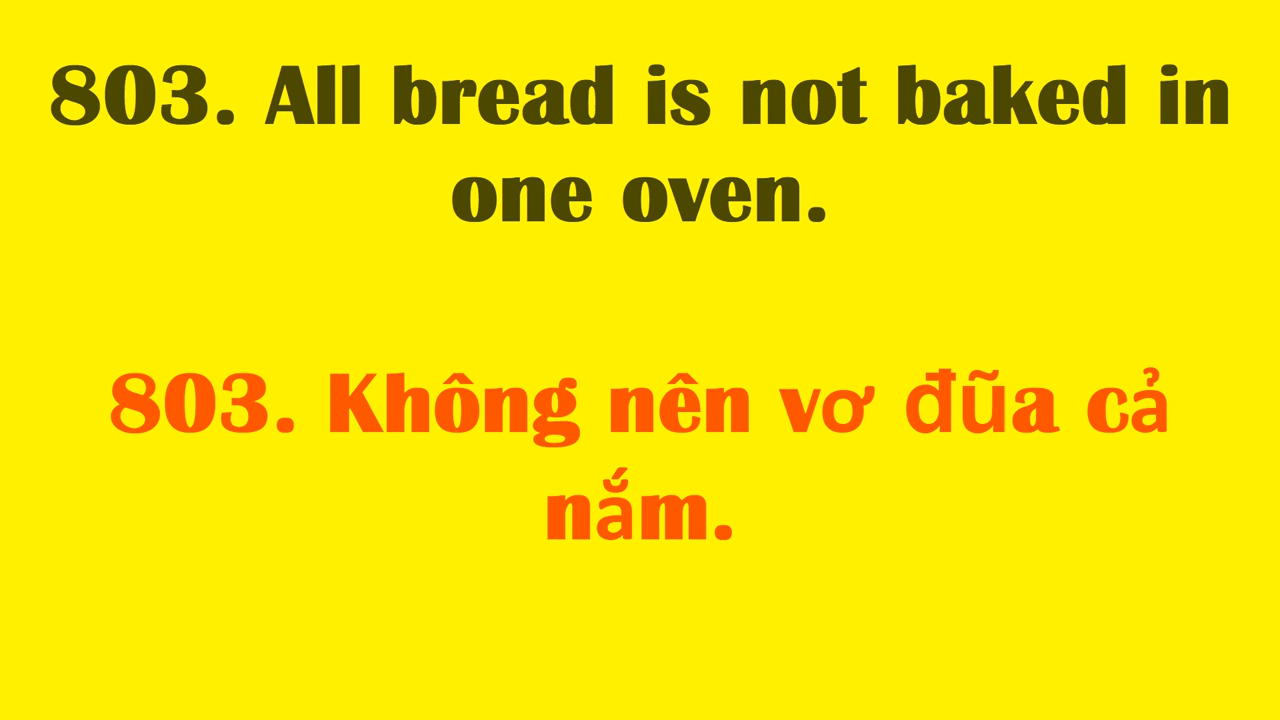 803. All bread is not baked in
one oven.
803. Không nên vơ đũa cả
nắm.